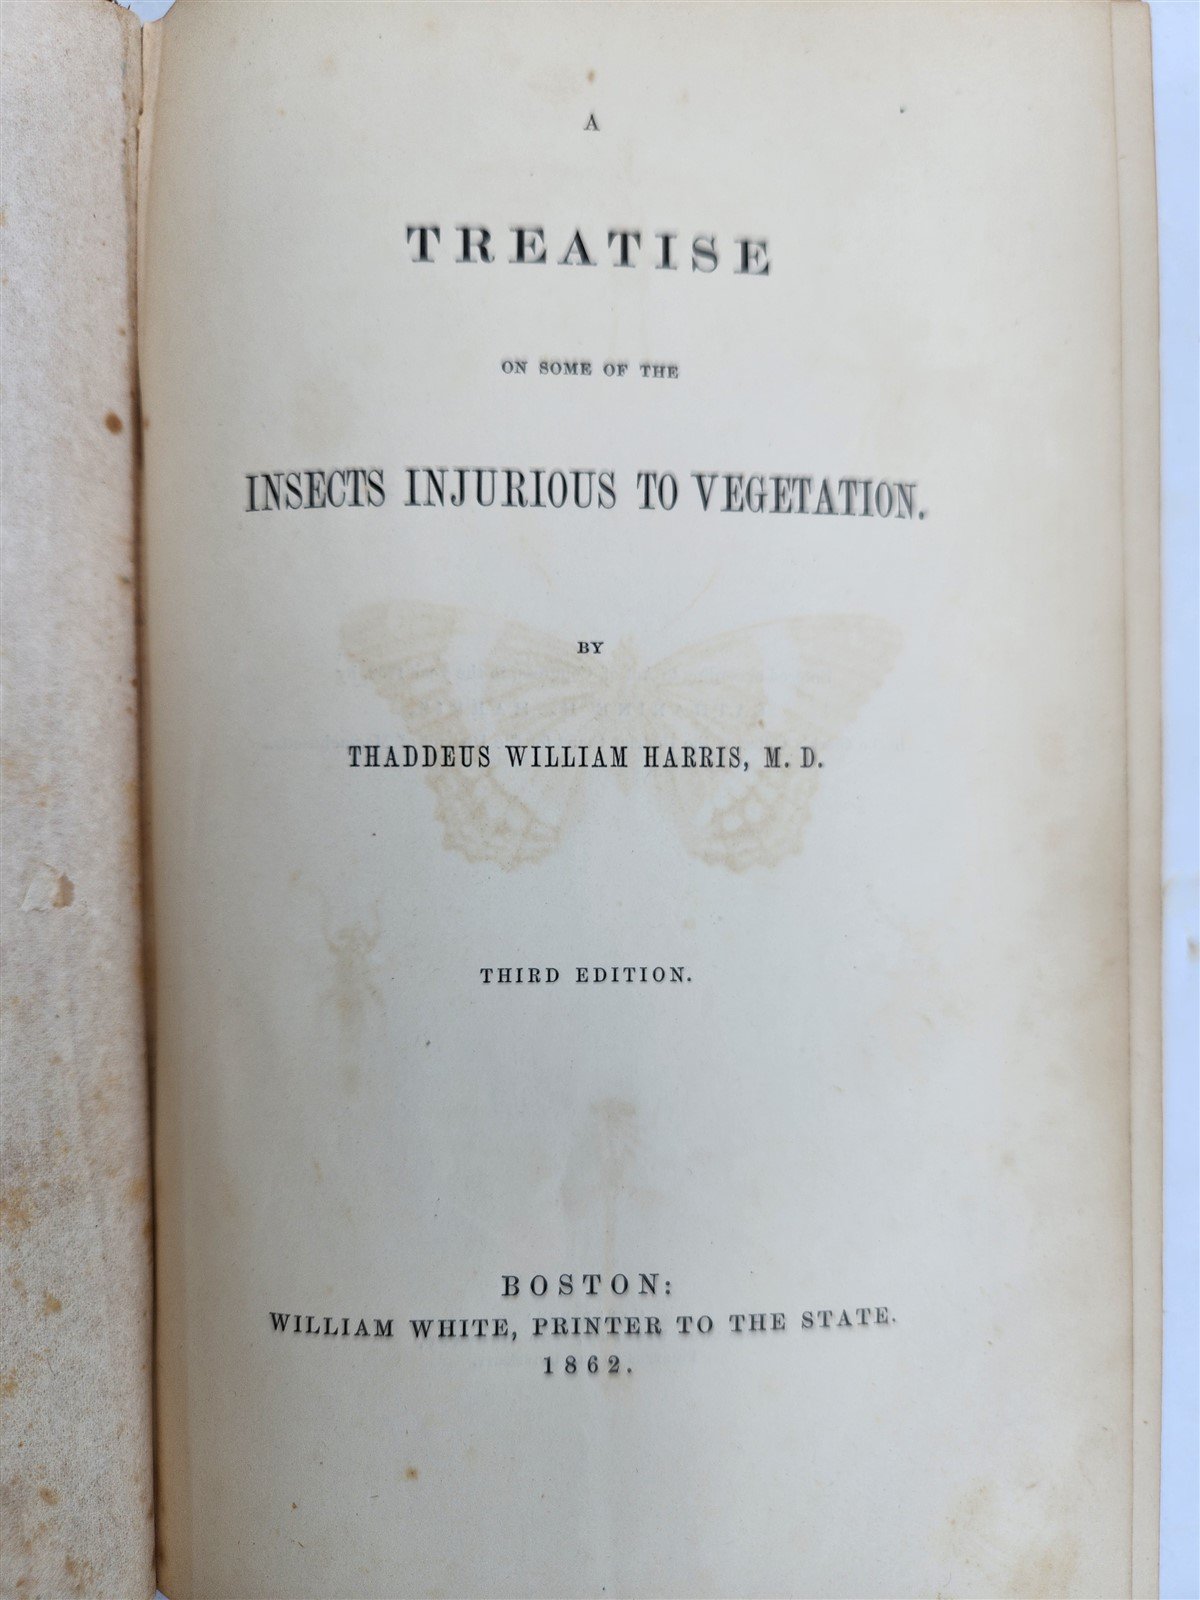 A
TREATISE
ON SOME OF THE
INSECTS INJURIOUS TO VEGETATION.
BY
THADDEUS WILLIAM HARRIS, M. D.
THIRD EDITION.
BOSTON:
WILLIAM WHITE, PRINTER TO THE STATE.
1862.